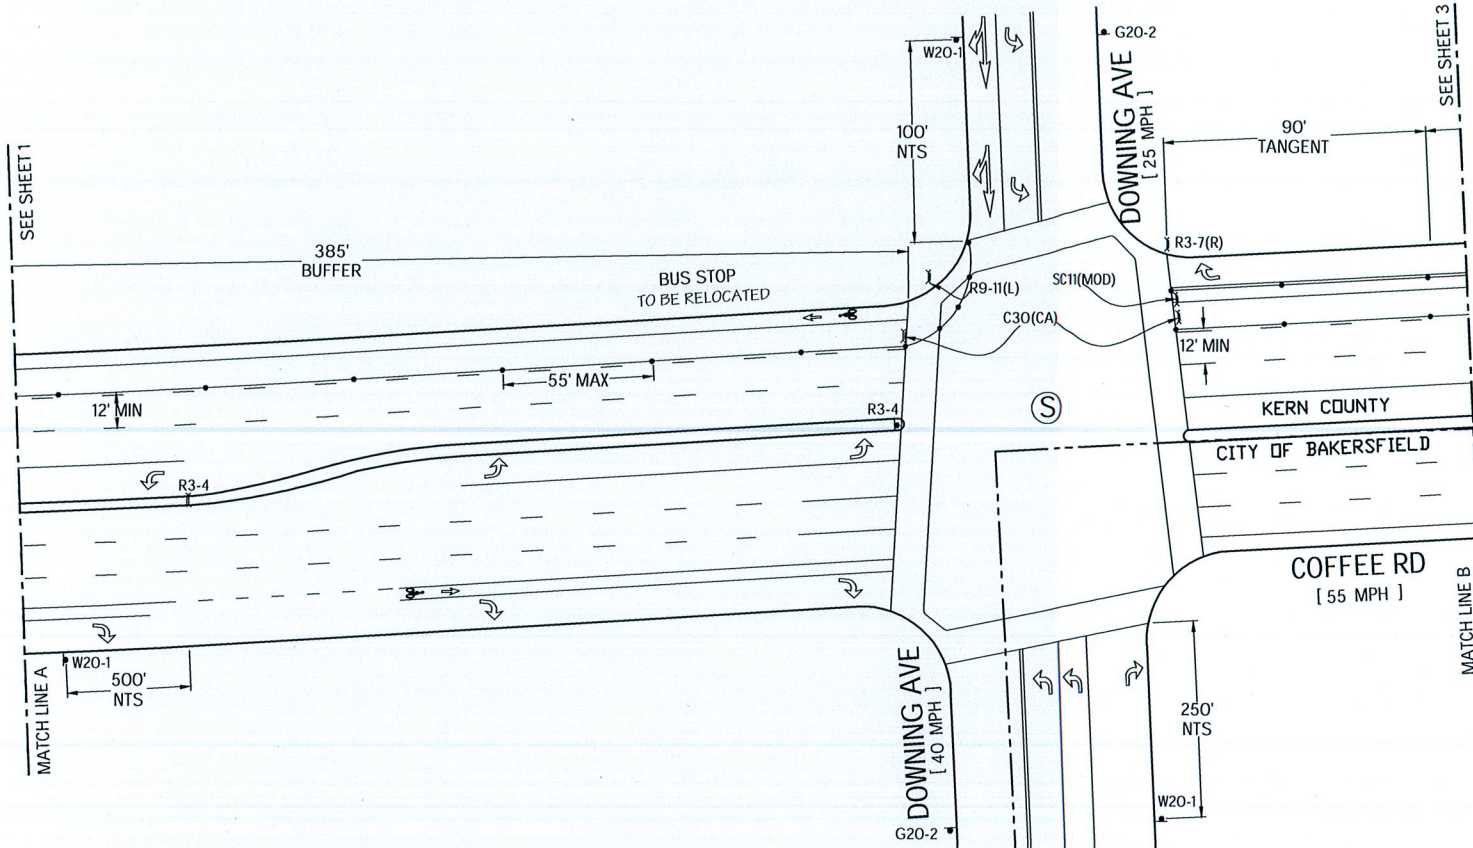 SEE SHEET 1
385'
BUFFER
BUS STOP
TO BE RELOCATED
12' MIN
55' MAX
R3-4
R3-4
W20-1
500'
NTS
MATCH LINE A
W20-1
100'
NTS
G20-2
DOWNING AVE
[ 25 MPH ]
90'
TANGENT
SEE SHEET 3
R3-7(R)
R9-11(L)
SC11(MOD)
C30(CA)
12' MIN
S
KERN COUNTY
CITY OF BAKERSFIELD
COFFEE RD
[ 55 MPH ]
MATCH LINE B
DOWNING AVE
[ 40 MPH ]
G20-2
250'
NTS
W20-1